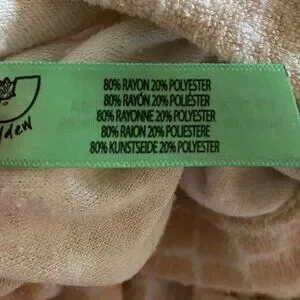 80% RAYON 20% POLYESTER
80% RAYÓN 20% POLIÉSTER
80% RAYONNE 20% POLYESTER
80% RAION 20% POLIESTERE
80% KUNSTSEIDE 20% POLYESTER